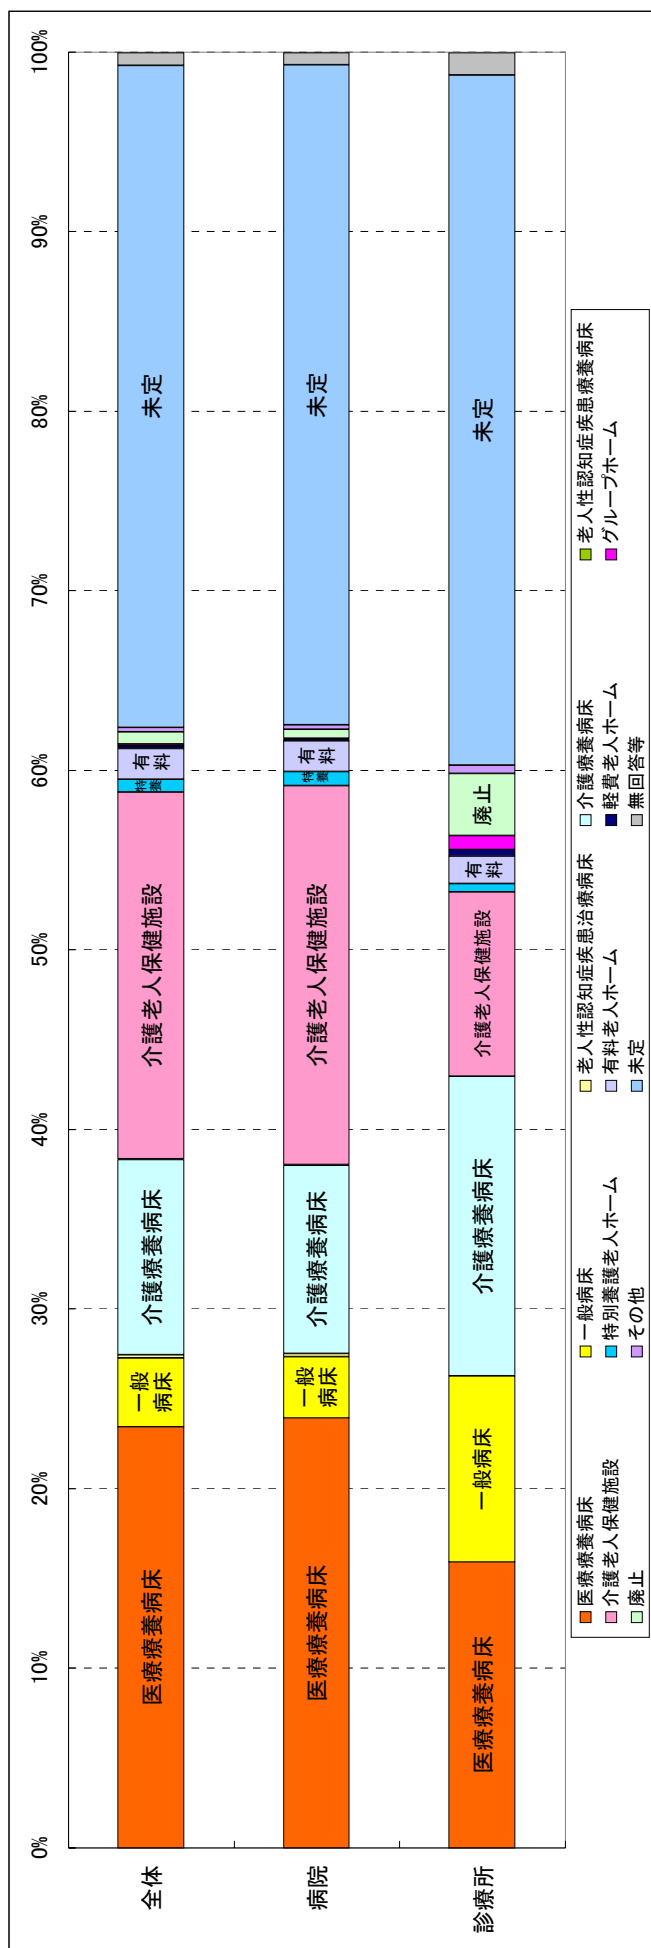 0%
10%
20%
30%
40%
50%
60%
70%
80%
90%
100%
全体
医療療養病床
一般
病床
介護療養病床
介護老人保健施設
特養
有料
未定
病院
医療療養病床
一般
病床
介護療養病床
介護老人保健施設
特養
有料
未定
診療所
医療療養病床
一般病床
介護療養病床
介護老人保健施設
有料
廃止
未定
医療療養病床
一般病床
老人性認知症疾患治療病床
介護療養病床
老人性認知症疾患療養病床
介護老人保健施設
特別養護老人ホーム
有料老人ホーム
軽費老人ホーム
グループホーム
廃止
その他
未定
無回答等